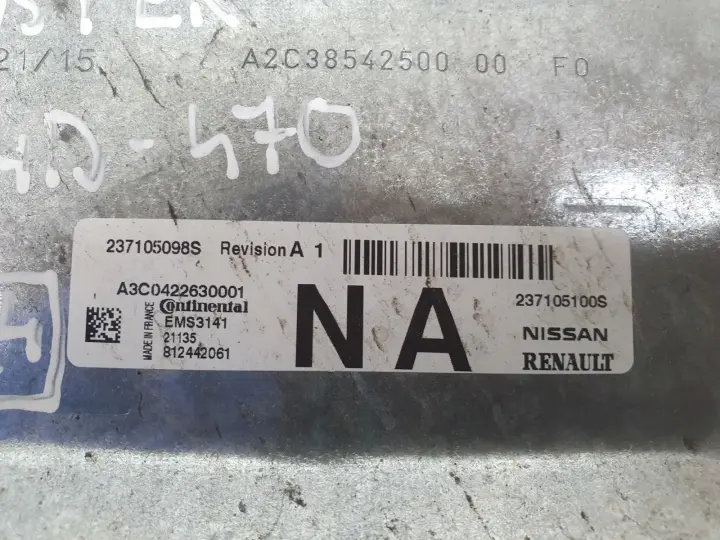 21/15 A2C38542500 00 F0
-470
237105098S Revision A 1
A3C0422630001
Continental
EMS3141
MADE IN FRANCE
21135
812442061
NA
237105100S
NISSAN
RENAULT